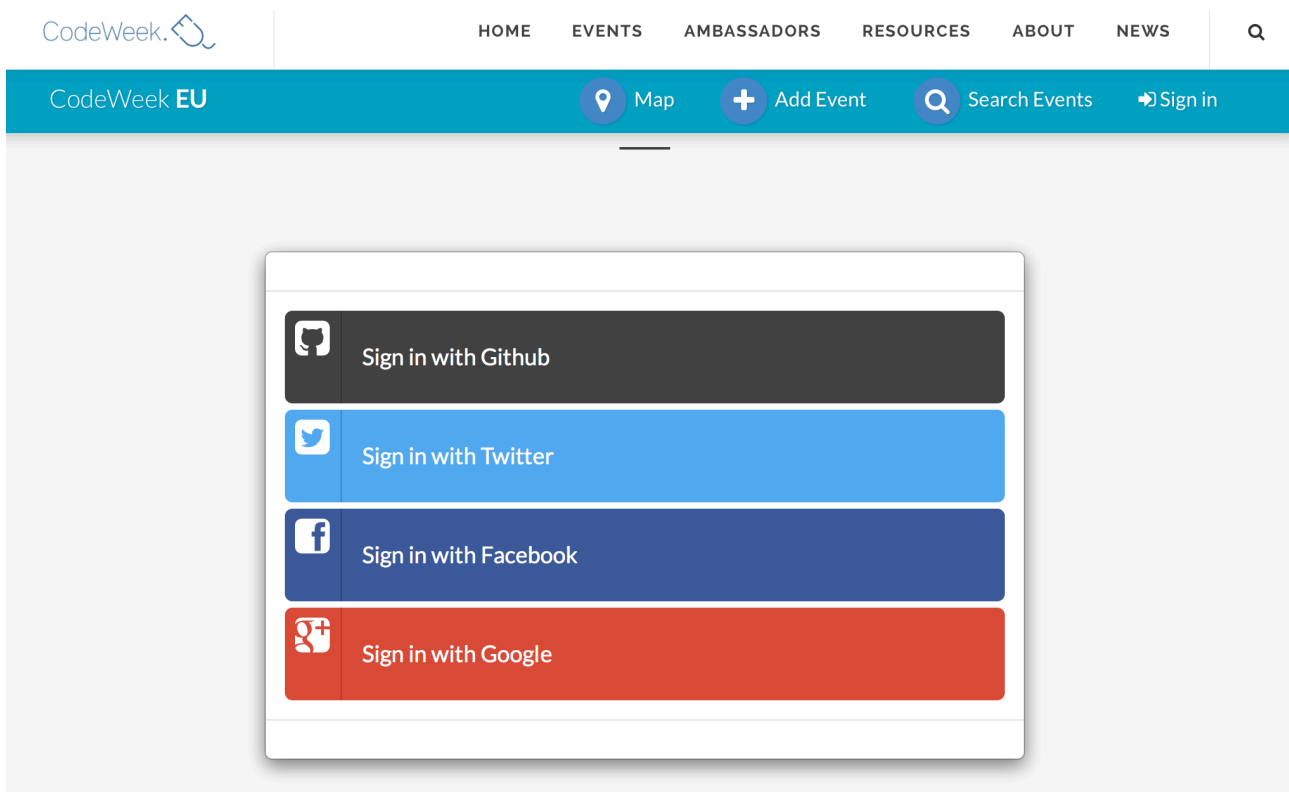 CodeWeek.
HOME EVENTS AMBASSADORS RESOURCES ABOUT NEWS
CodeWeek EU
Map Add Event Search Events Sign in
Sign in with Github
Sign in with Twitter
Sign in with Facebook
g+
Sign in with Google